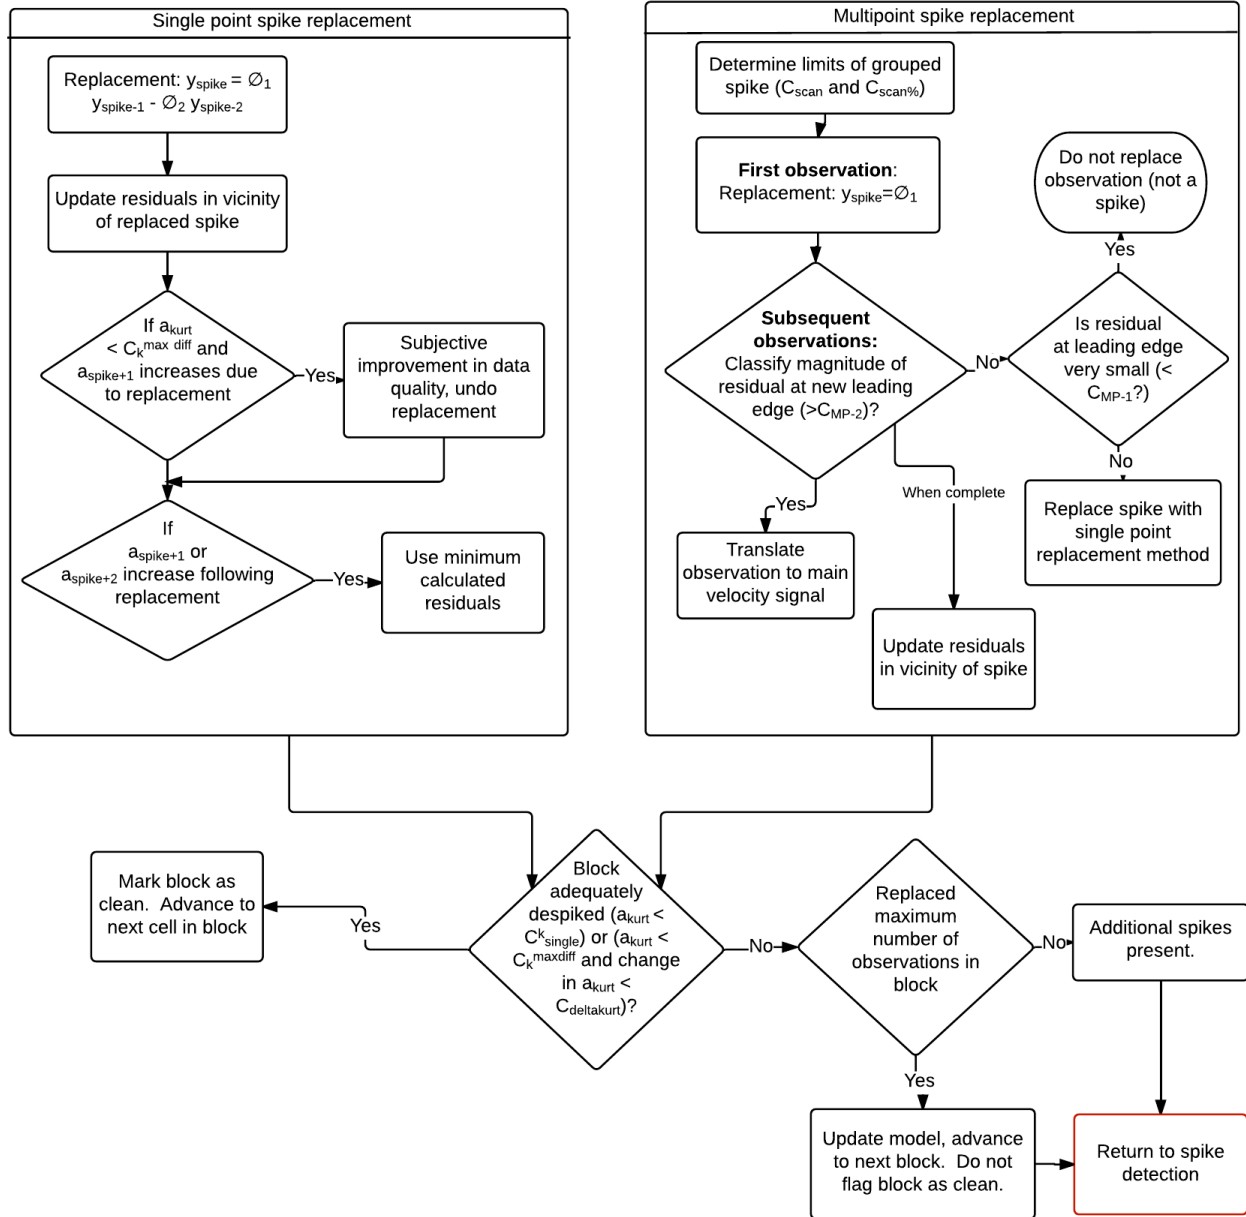 Single point spike replacement
Replacement: yspike = ∅1
yspike-1 - ∅2 yspike-2
Update residuals in vicinity
of replaced spike
If akurt
< Ck^max diff and
aspike+1 increases due
to replacement
Yes
Subjective
improvement in data
quality, undo
replacement
If
aspike+1 or
aspike+2 increase following
replacement
Yes
Use minimum
calculated
residuals
Multipoint spike replacement
Determine limits of grouped
spike (Cscan and Cscan%)
First observation:
Replacement: yspike=∅1
Subsequent
observations:
Classify magnitude of
residual at new leading
edge (>CMP-2)?
No
Is residual
at leading edge
very small (<
CMP-1?)
Yes
Do not replace
observation (not a
spike)
No
Replace spike with
single point
replacement method
Yes
Translate
observation to main
velocity signal
When complete
Update residuals
in vicinity of spike
Block
adequately
despiked (akurt <
C^k single) or (akurt <
Ck^maxdiff and change
in akurt <
Cdeltakurt)?
Yes
Mark block as
clean.  Advance to
next cell in block
No
Replaced
maximum
number of
observations in
block
No
Additional spikes
present.
Yes
Update model, advance
to next block.  Do not
flag block as clean.
Return to spike
detection